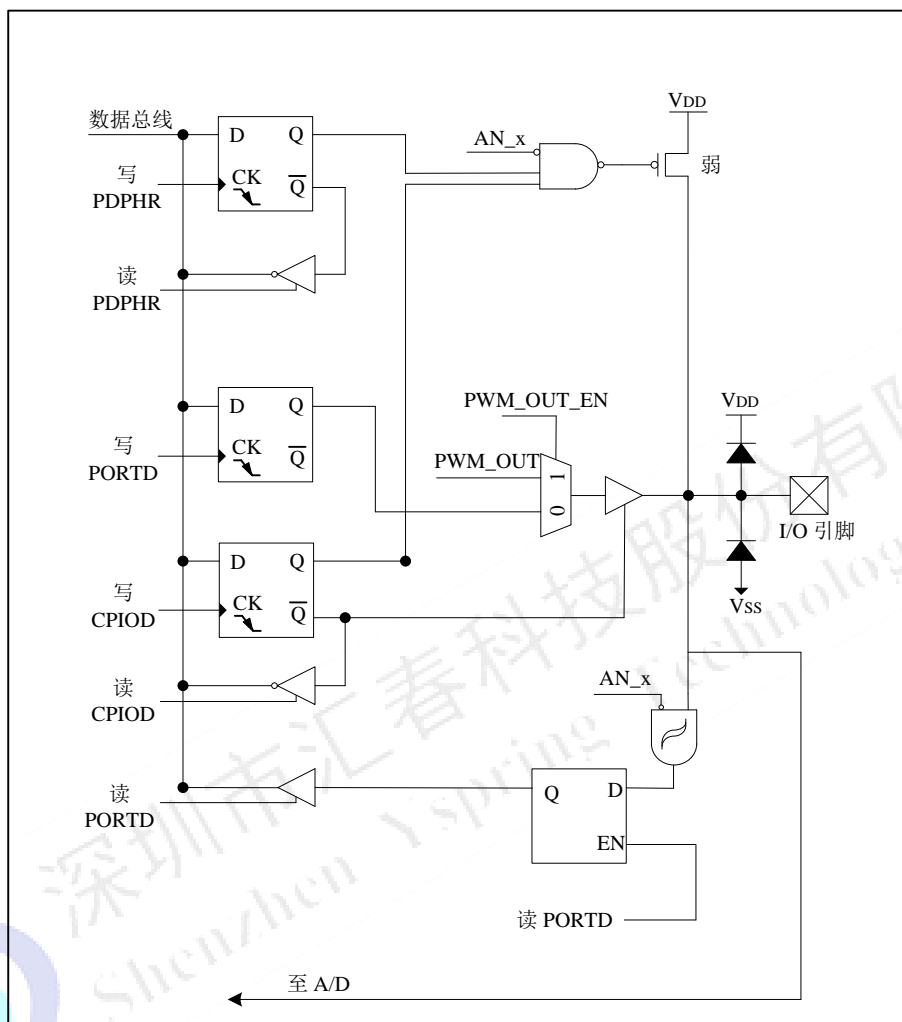 数据总线
D
Q
CK
Q
写
PDPHR
AN_x
VDD
弱
读
PDPHR
D
Q
CK
Q
写
PORTD
PWM_OUT_EN
PWM_OUT
1
0
VDD
I/O 引脚
VSS
D
Q
CK
Q
写
CPIOD
读
CPIOD
AN_x
读
PORTD
Q
D
EN
读 PORTD
至 A/D
深圳市汇春科技股份有限
Shenzhen Yspring Technolog